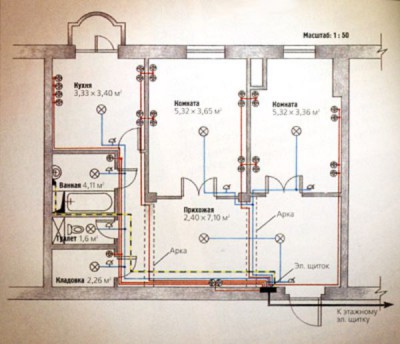 Масштаб: 1 : 50
Кухня
3,33 × 3,40 м²
Комната
5,32 × 3,65 м²
Комната
5,32 × 3,36 м²
Ванная 4,11 м²
Прихожая
2,40 × 7,10 м²
Туалет 1,6 м²
Арка
Арка
Эл. щиток
Кладовка 2,26 м²
К этажному
эл. щитку